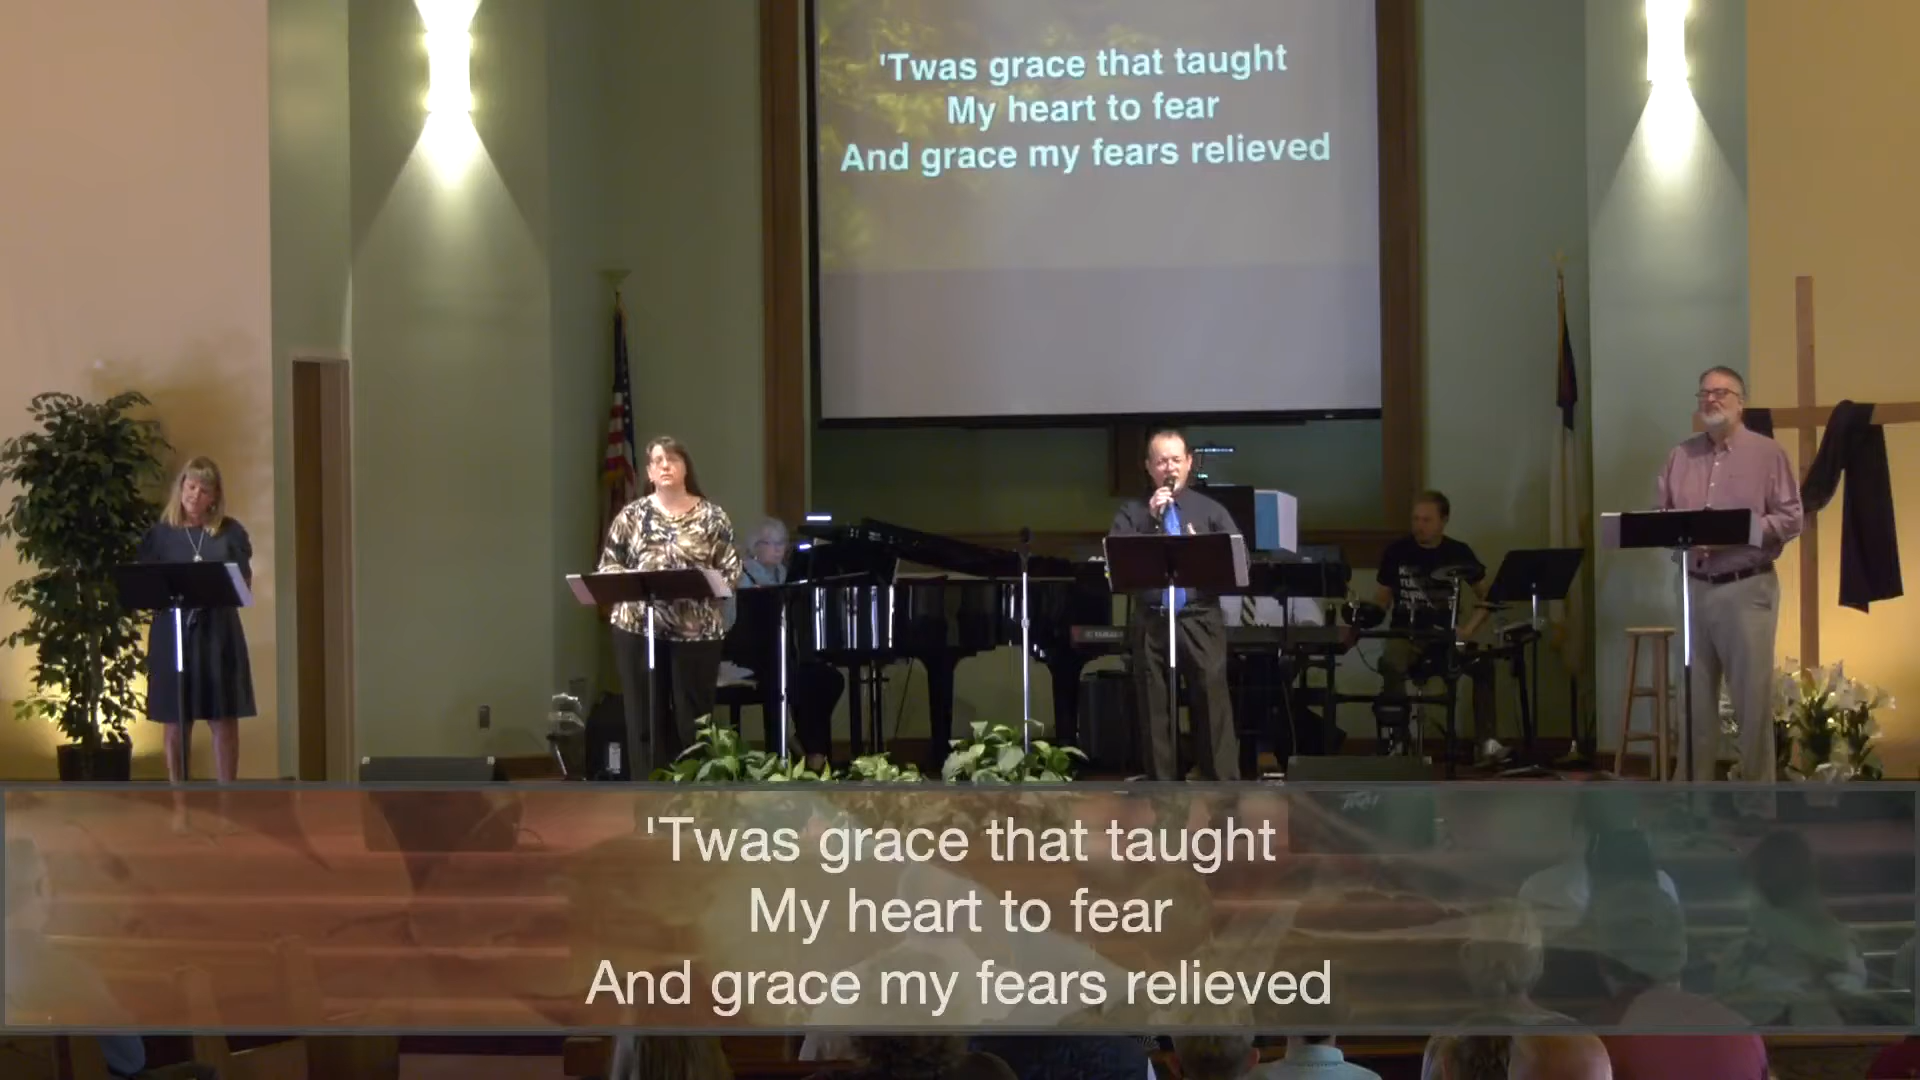 'Twas grace that taught
My heart to fear
And grace my fears relieved
'Twas grace that taught
My heart to fear
And grace my fears relieved